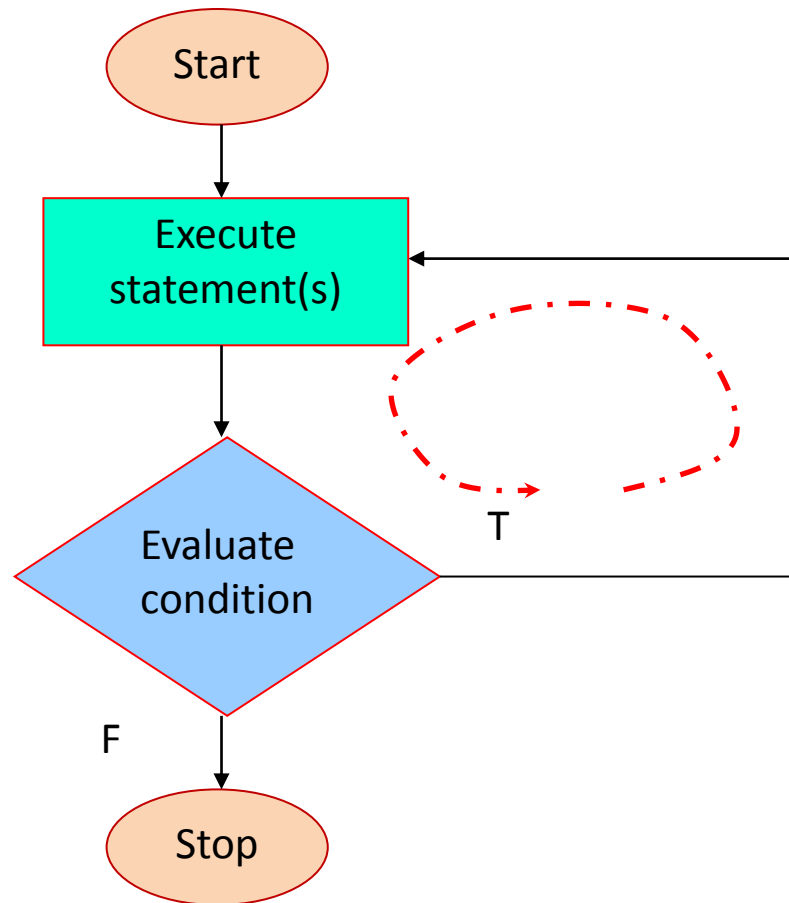 Start
Execute
statement(s)
T
Evaluate
condition
F
Stop